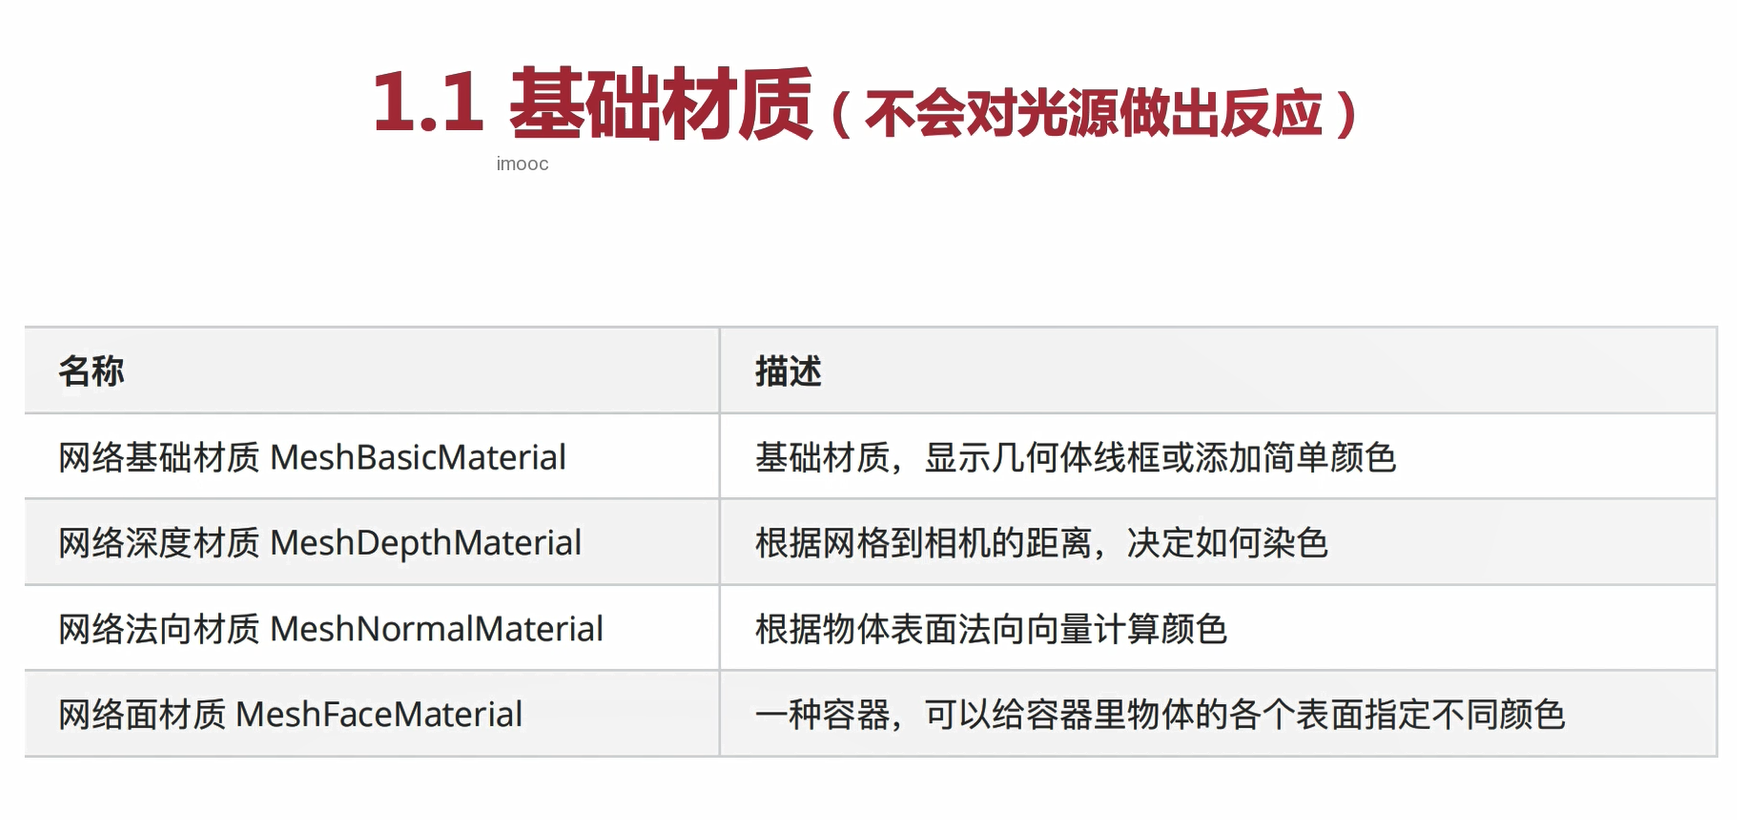 1.1 基础材质（不会对光源做出反应）
imooc
名称 描述
网络基础材质 MeshBasicMaterial 基础材质，显示几何体线框或添加简单颜色
网络深度材质 MeshDepthMaterial 根据网格到相机的距离，决定如何染色
网络法向材质 MeshNormalMaterial 根据物体表面法向向量计算颜色
网络面材质 MeshFaceMaterial 一种容器，可以给容器里物体的各个表面指定不同颜色